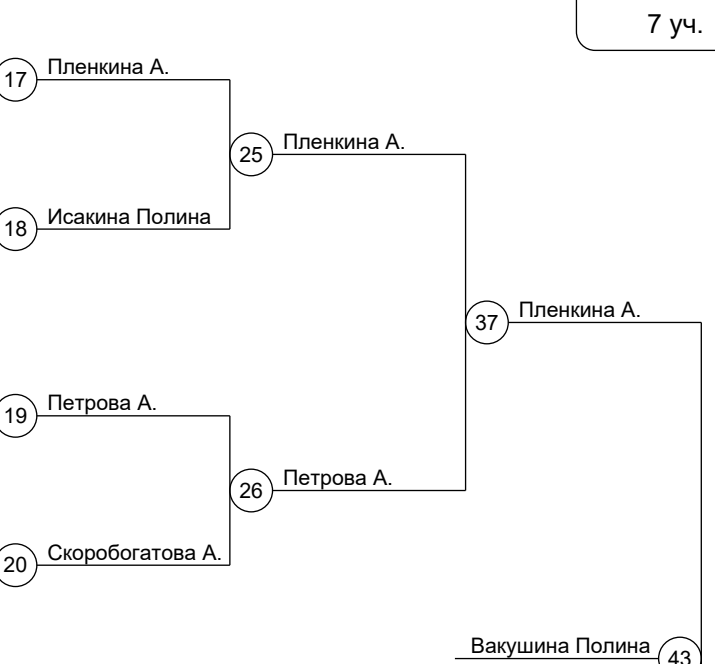 7 уч.
17 Пленкина А.
25 Пленкина А.
18 Исакина Полина
37 Пленкина А.
19 Петрова А.
26 Петрова А.
20 Скоробогатова А.
Вакушина Полина 43